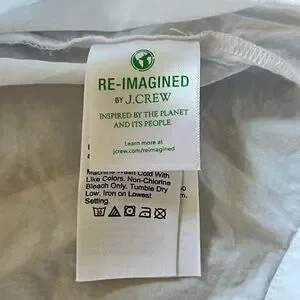 RE-IMAGINED
BY J.CREW
INSPIRED BY THE PLANET
AND ITS PEOPLE
Learn more at
jcrew.com/reimagined
Machine Wash Cold With
Like Colors. Non-Chlorine
Bleach Only. Tumble Dry
Low. Iron on Lowest
Setting.